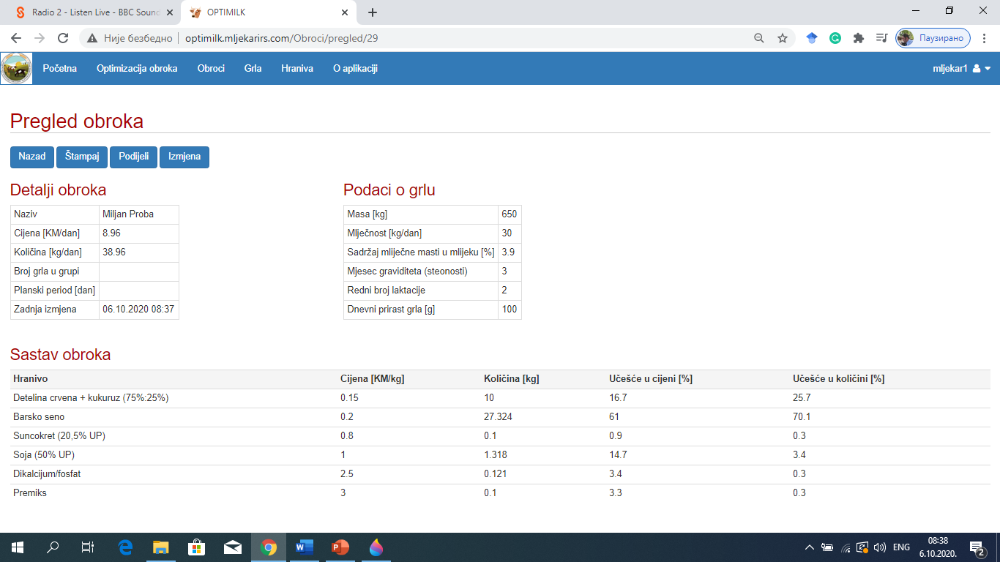 Radio 2 - Listen Live - BBC Soun
OPTIMILK
Није безбедно
optimilk.mljekarirs.com/Obroci/pregled/29
Паузирано
Početna Optimizacija obroka Obroci Grla Hraniva O aplikaciji mljekar1
Pregled obroka
Nazad Štampaj Podijeli Izmjena
Detalji obroka
Naziv Miljan Proba
Cijena [KM/dan] 8.96
Količina [kg/dan] 38.96
Broj grla u grupi
Planski period [dan]
Zadnja izmjena 06.10.2020 08:37
Podaci o grlu
Masa [kg] 650
Mlječnost [kg/dan] 30
Sadržaj mliječne masti u mlijeku [%] 3.9
Mjesec graviditeta (steonosti) 3
Redni broj laktacije 2
Dnevni prirast grla [g] 100
Sastav obroka
Hranivo Cijena [KM/kg] Količina [kg] Učešće u cijeni [%] Učešće u količini [%]
Detelina crvena + kukuruz (75%:25%) 0.15 10 16.7 25.7
Barsko seno 0.2 27.324 61 70.1
Suncokret (20,5% UP) 0.8 0.1 0.9 0.3
Soja (50% UP) 1 1.318 14.7 3.4
Dikalcijum/fosfat 2.5 0.121 3.4 0.3
Premiks 3 0.1 3.3 0.3
ENG
08:38
6.10.2020.
2